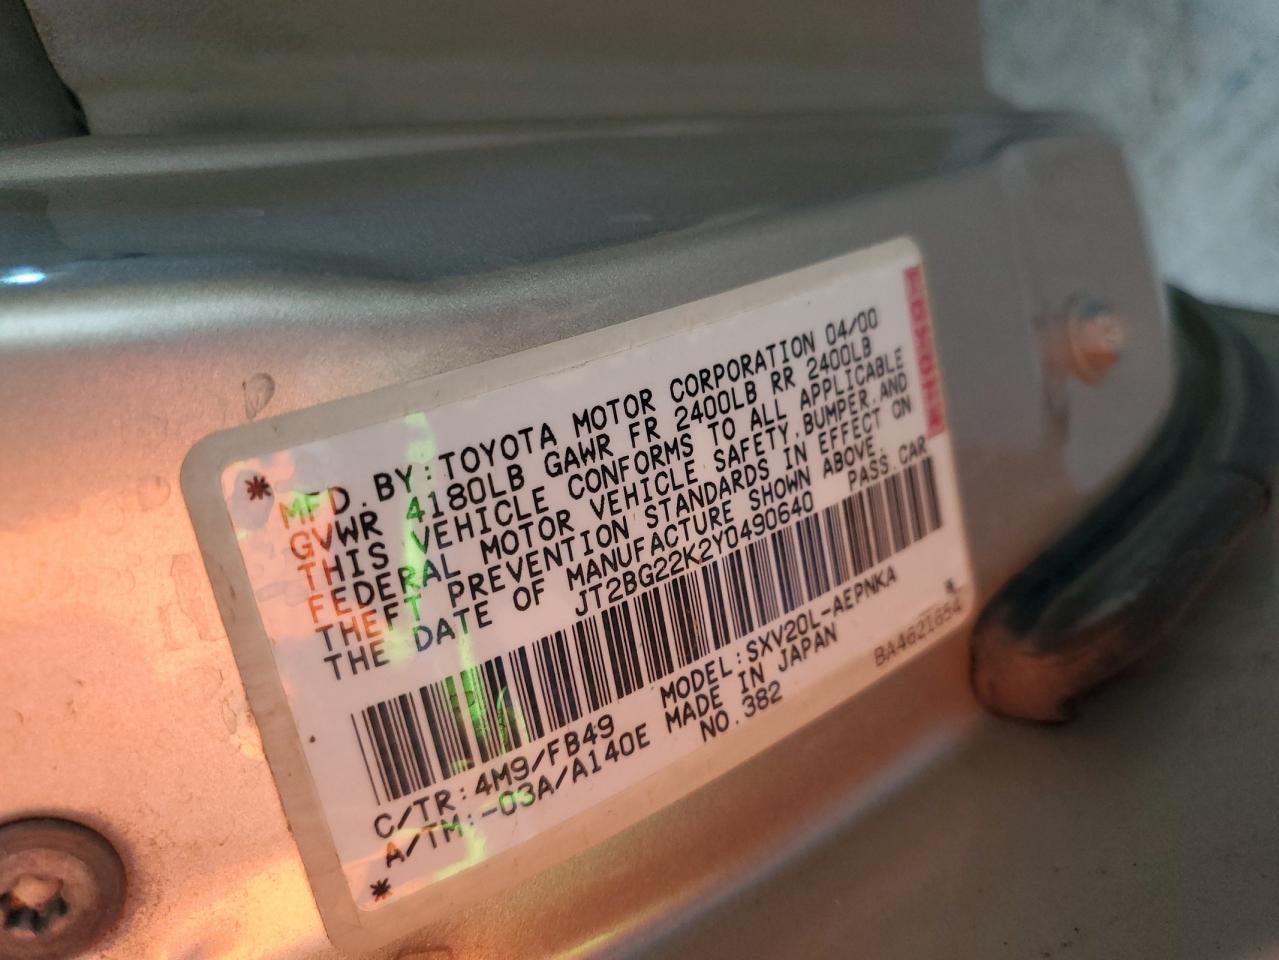 MFD.BY:TOYOTA MOTOR CORPORATION 04/00
GVWR 4180LB GAWR FR 2400LB RR 2400LB
THIS VEHICLE CONFORMS TO ALL APPLICABLE
FEDERAL MOTOR VEHICLE SAFETY,BUMPER,AND
THEFT PREVENTION STANDARDS IN EFFECT ON
THE DATE OF MANUFACTURE SHOWN ABOVE.
JT2BG22K2Y0490640 PASS.CAR
C/TR:4M9/FB49 MODEL:SXV20L-AEPNKA
A/TM:-03A/A140E MADE IN JAPAN
NO.382